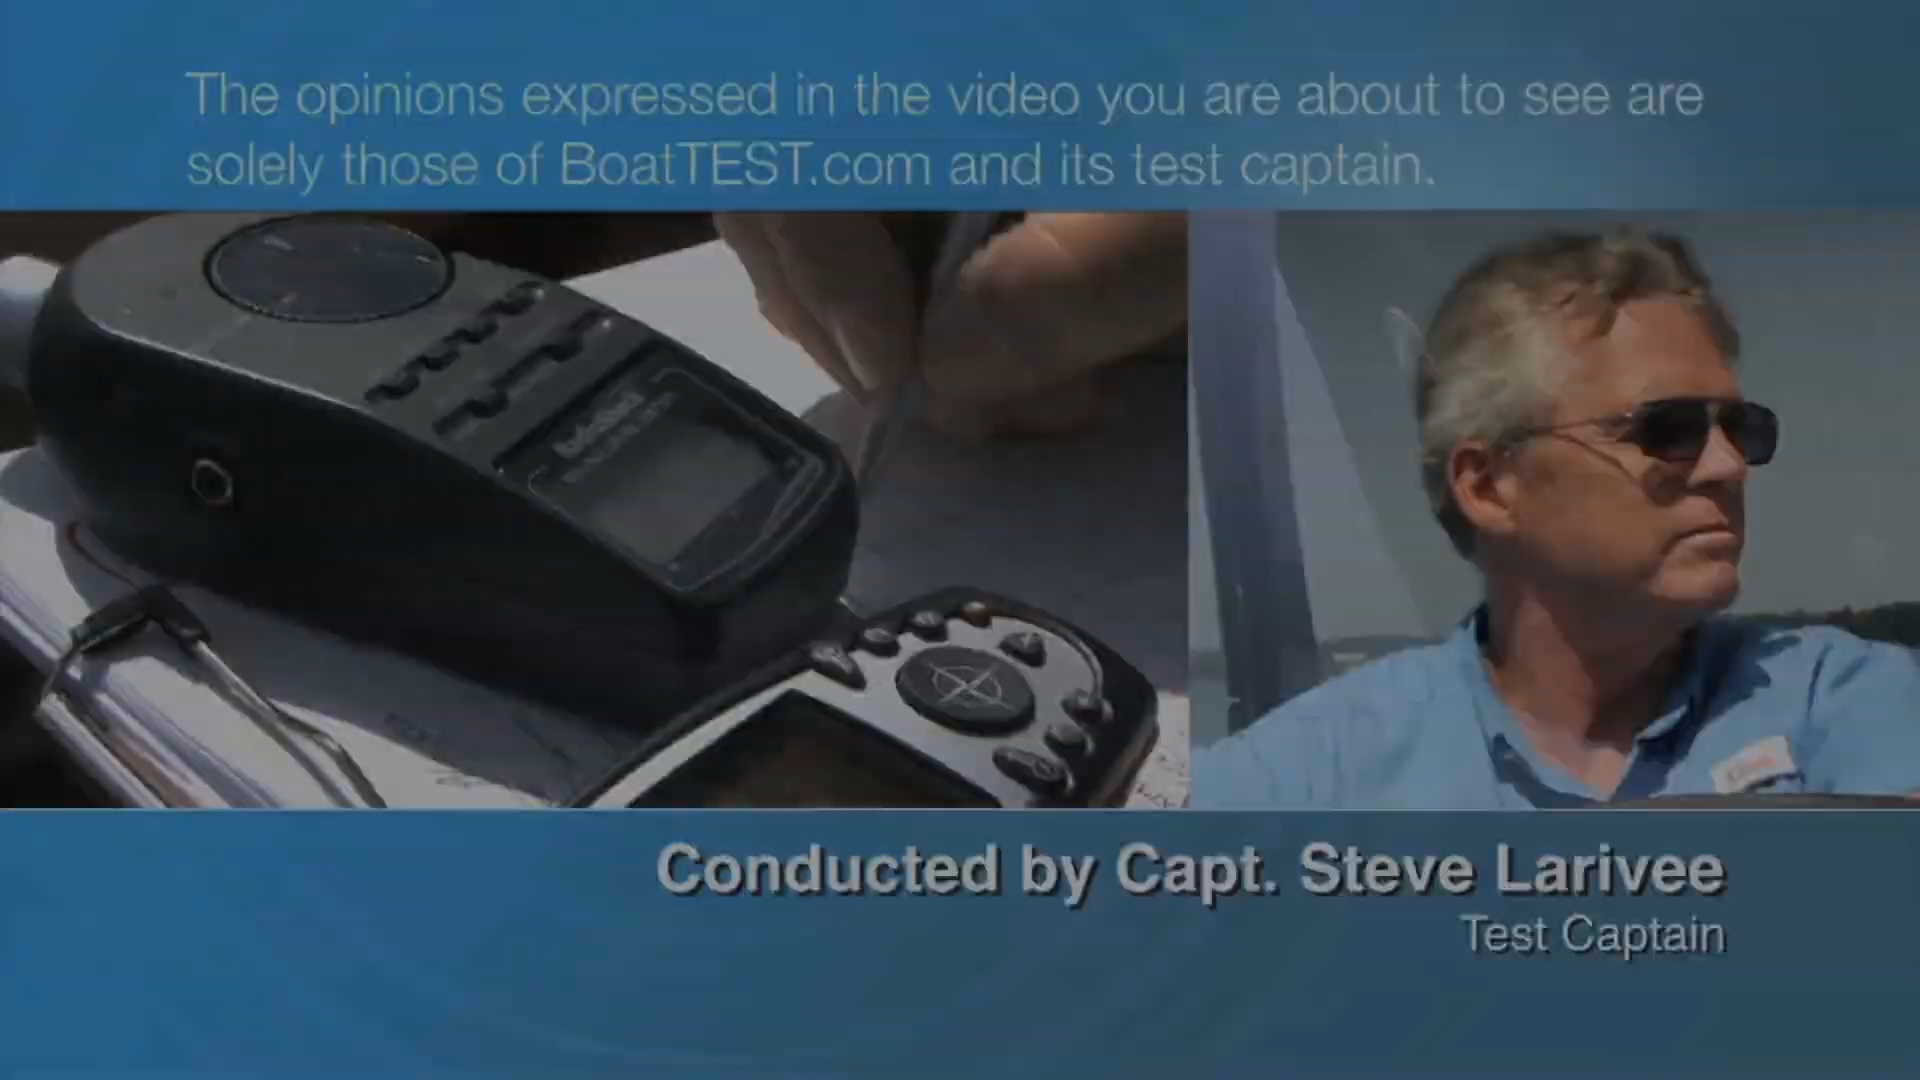 The opinions expressed in the video you are about to see are
solely those of BoatTEST.com and its test captain.
Conducted by Capt. Steve Larivee
Test Captain